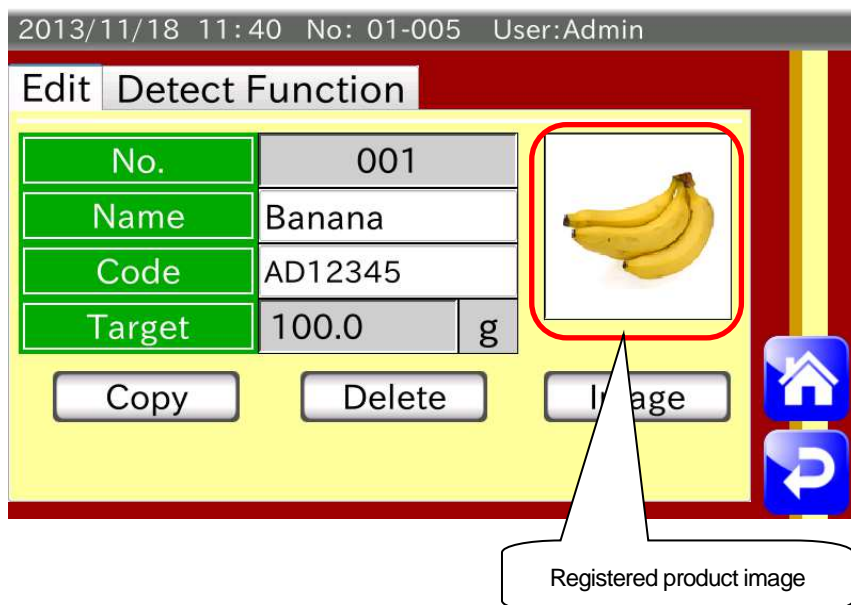 2013/11/18 11:40 No: 01-005 User:Admin
Edit Detect Function
No. 001
Name Banana
Code AD12345
Target 100.0 g
Copy Delete Image
Registered product image